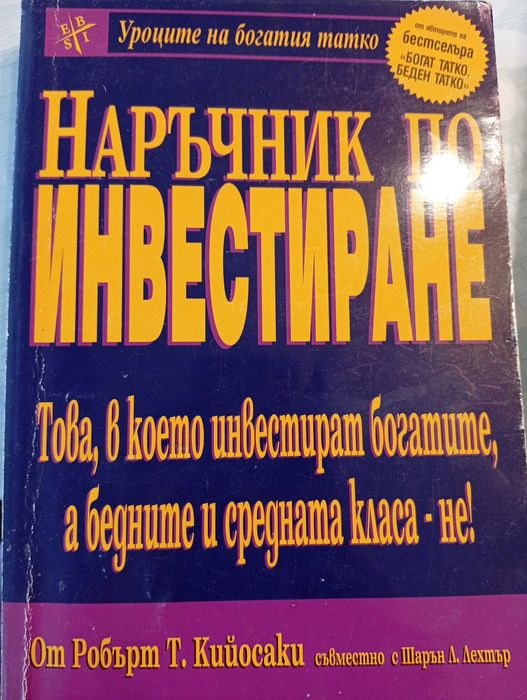 E B
S I
Уроците на богатия татко
от авторите на
бестселъра
«БОГАТ ТАТКО,
БЕДЕН ТАТКО»
НАРЪЧНИК ПО
ИНВЕСТИРАНЕ
Това, в което инвестират богатите,
а бедните и средната класа - не!
От Робърт Т. Кийосаки съвместно с Шарън Л. Лехтър